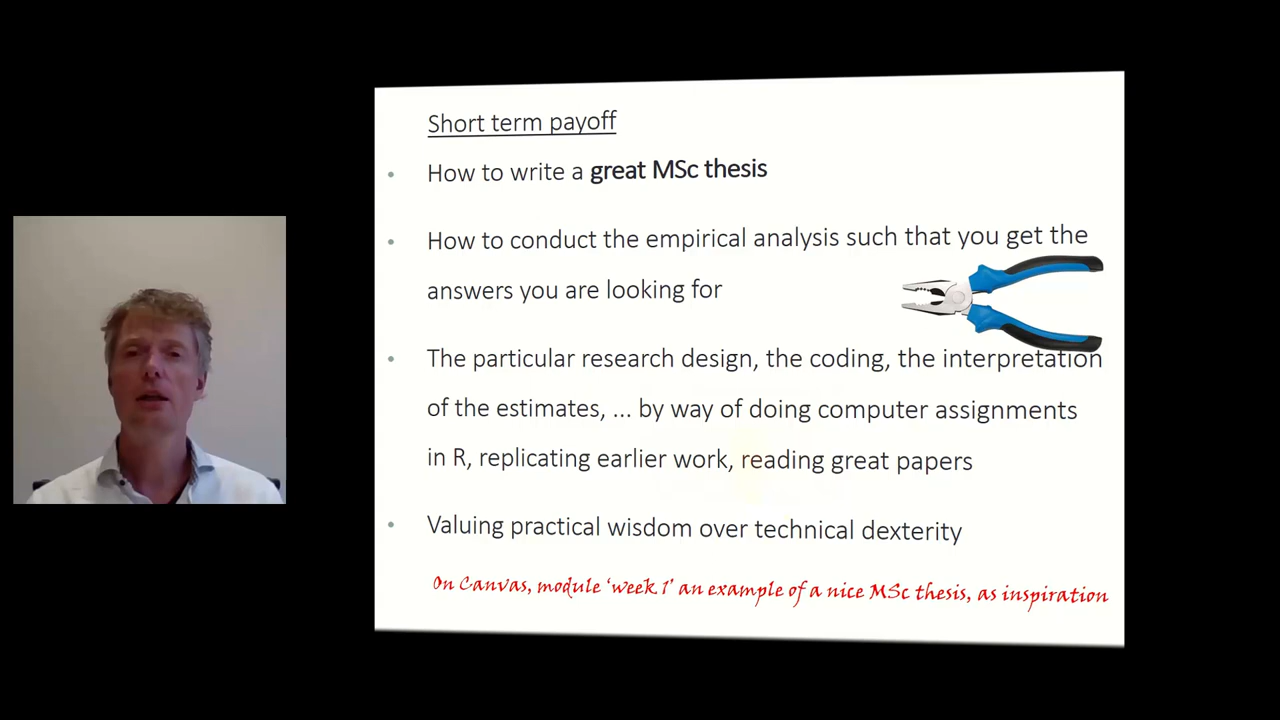 Short term payoff
• How to write a great MSc thesis
• How to conduct the empirical analysis such that you get the
answers you are looking for
• The particular research design, the coding, the interpretation
of the estimates, ... by way of doing computer assignments
in R, replicating earlier work, reading great papers
• Valuing practical wisdom over technical dexterity
On Canvas, module ‘week 1’ an example of a nice MSc thesis, as inspiration